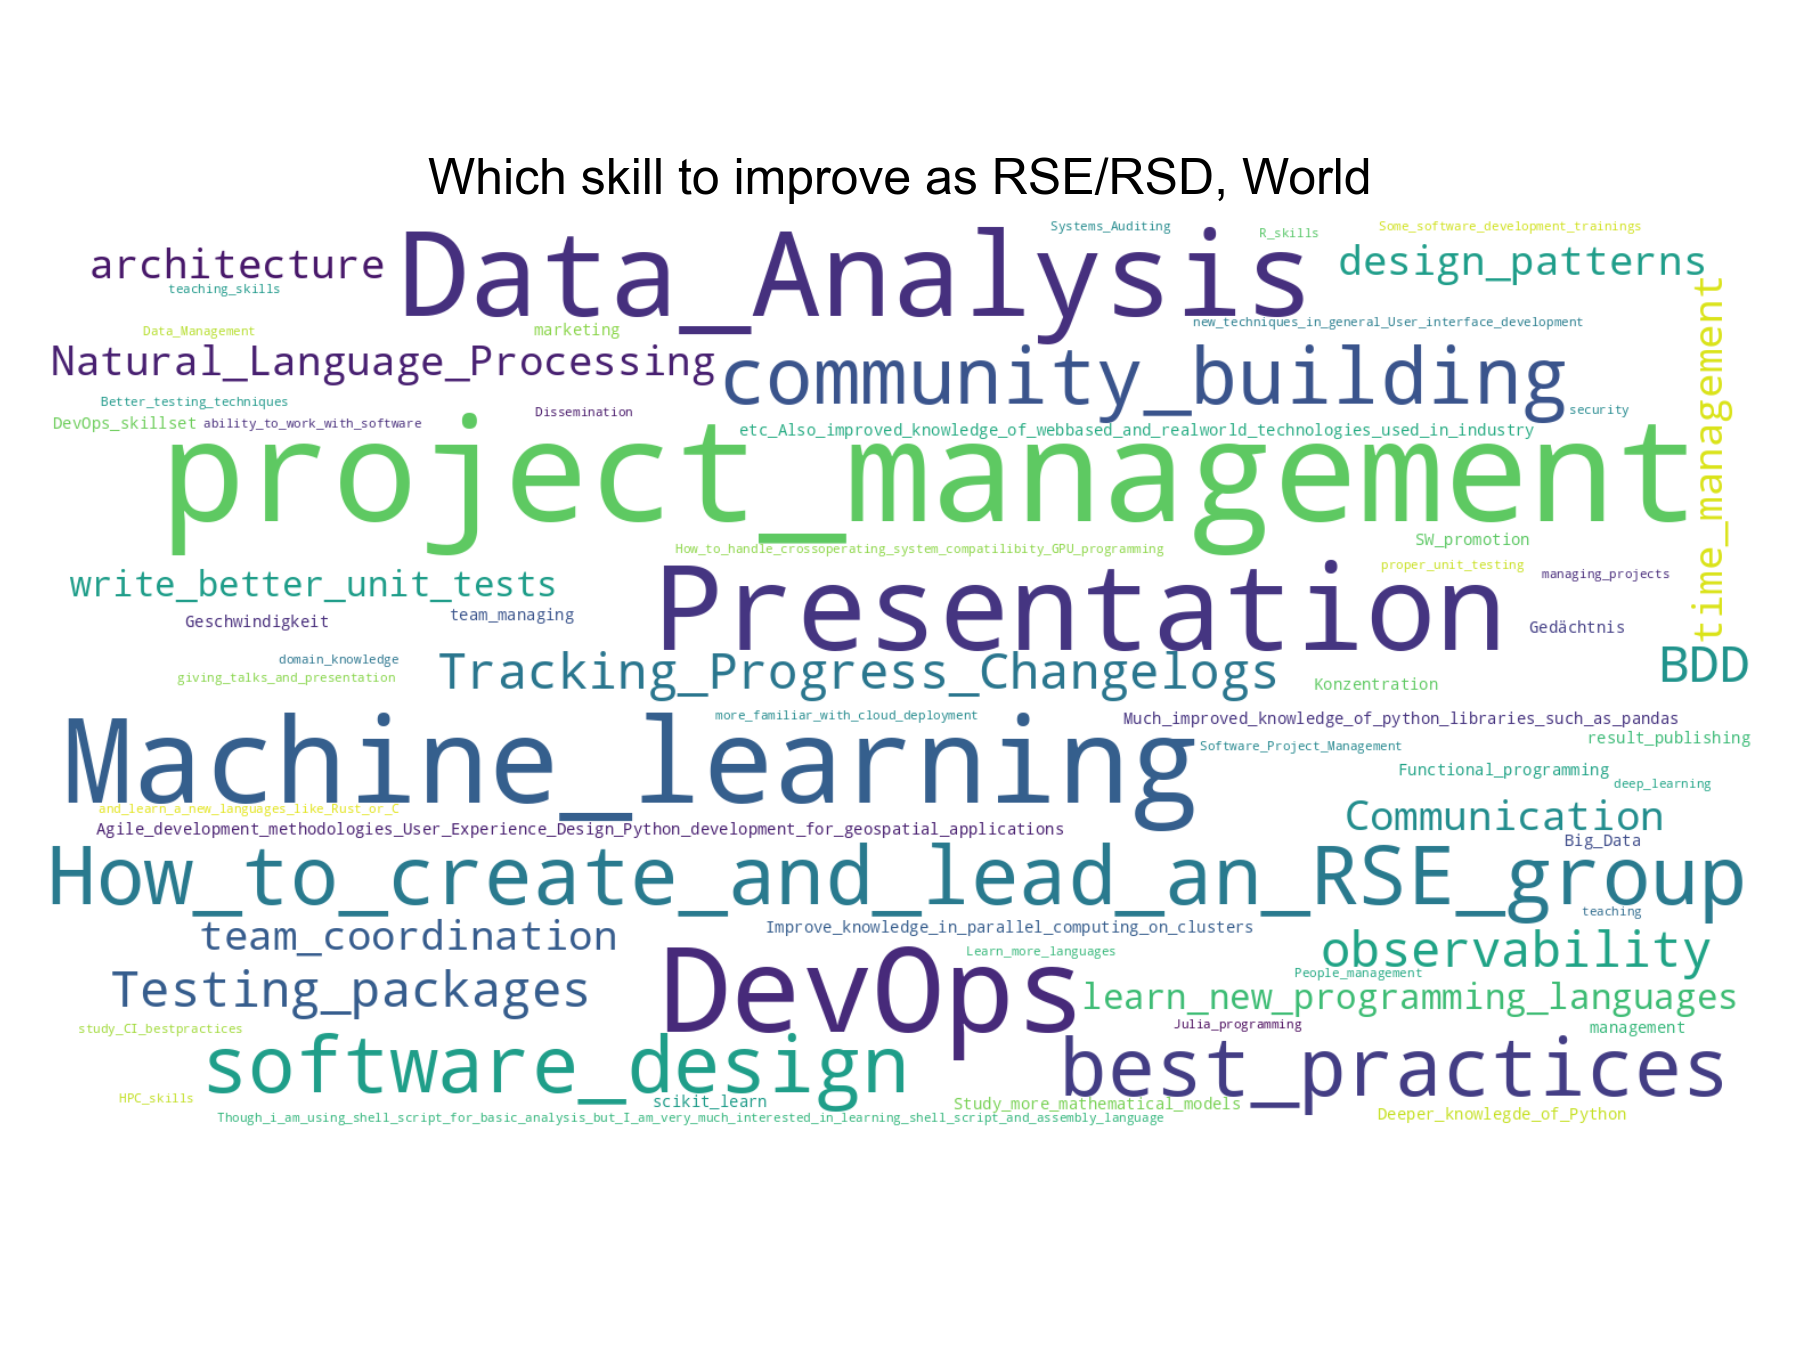 Which skill to improve as RSE/RSD, World
Systems_Auditing
R_skills
Some_software_development_trainings
architecture
Data_Analysis
design_patterns
teaching_skills
time_management
Data_Management
marketing
new_techniques_in_general_User_interface_development
Natural_Language_Processing
community_building
Better_testing_techniques
Dissemination
security
DevOps_skillset
ability_to_work_with_software
etc_Also_improved_knowledge_of_webbased_and_realworld_technologies_used_in_industry
project_management
How_to_handle_crossoperating_system_compatilibity_GPU_programming
SW_promotion
write_better_unit_tests
Presentation
proper_unit_testing
managing_projects
Geschwindigkeit
team_managing
Gedächtnis
domain_knowledge
giving_talks_and_presentation
Tracking_Progress_Changelogs
Konzentration
BDD
Machine_learning
more_familiar_with_cloud_deployment
Much_improved_knowledge_of_python_libraries_such_as_pandas
Software_Project_Management
result_publishing
Functional_programming
deep_learning
and_learn_a_new_languages_like_Rust_or_C
Communication
Agile_development_methodologies_User_Experience_Design_Python_development_for_geospatial_applications
Big_Data
How_to_create_and_lead_an_RSE_group
teaching
team_coordination
Improve_knowledge_in_parallel_computing_on_clusters
Learn_more_languages
observability
People_management
Testing_packages
DevOps
learn_new_programming_languages
study_CI_bestpractices
Julia_programming
management
software_design
best_practices
HPC_skills
scikit_learn
Study_more_mathematical_models
Deeper_knowlegde_of_Python
Though_i_am_using_shell_script_for_basic_analysis_but_I_am_very_much_interested_in_learning_shell_script_and_assembly_language